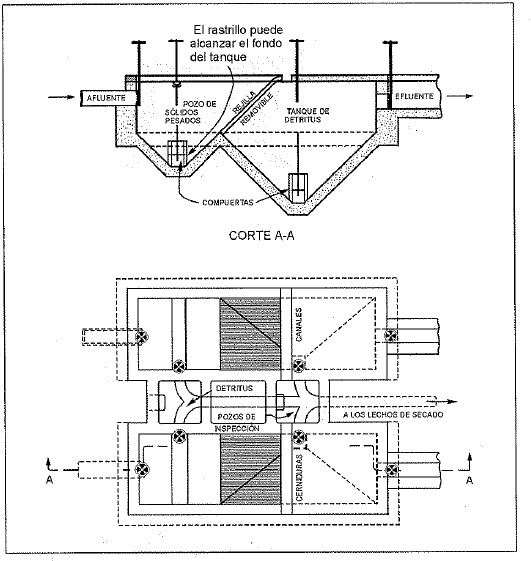 El rastrillo puede
aloanzar el fondo
del tanque
AFLUENTE
POZO DE
SÓLIDOS
PESADOS
REJILLA
REMOVIBLE
TANQUE DE
DETRITUS
EFLUENTE
COMPUERTAS
CORTE A-A
CANALES
DETRITUS
POZOS DE
INSPECCIÓN
A LOS LECHOS DE SECADO
CERNIDURAS
A
A